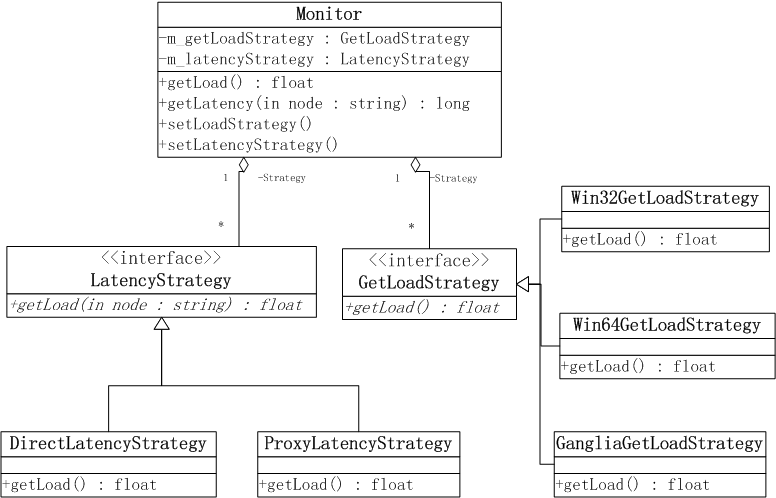 Monitor
-m_getLoadStrategy : GetLoadStrategy
-m_latencyStrategy : LatencyStrategy
+getLoad() : float
+getLatency(in node : string) : long
+setLoadStrategy()
+setLatencyStrategy()
1 -Strategy
1 -Strategy
*
*
<<interface>>
LatencyStrategy
+getLoad(in node : string) : float
<<interface>>
GetLoadStrategy
+getLoad() : float
Win32GetLoadStrategy
+getLoad() : float
Win64GetLoadStrategy
+getLoad() : float
DirectLatencyStrategy
+getLoad() : float
ProxyLatencyStrategy
+getLoad() : float
GangliaGetLoadStrategy
+getLoad() : float